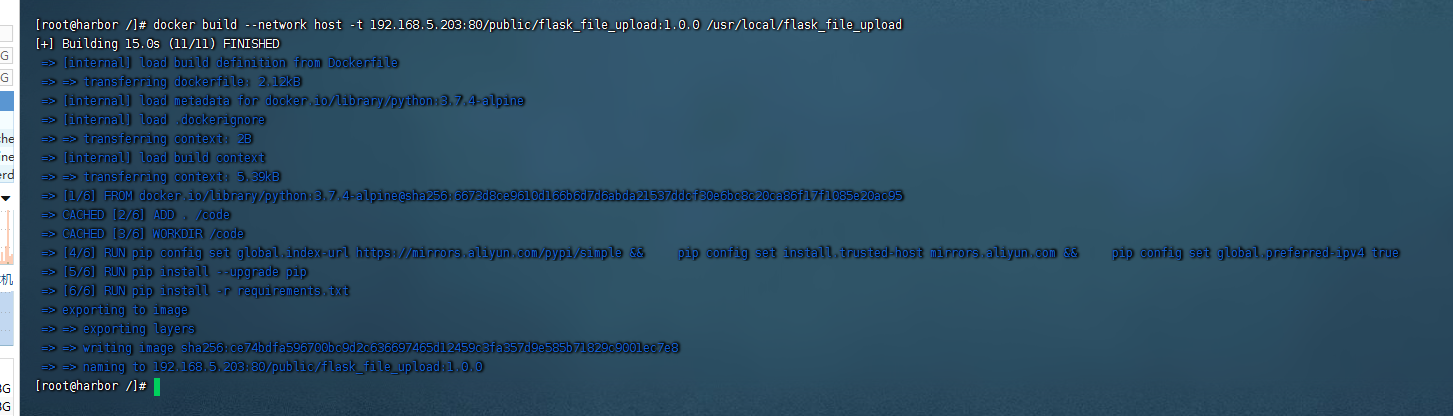 [root@harbor /]# docker build --network host -t 192.168.5.203:80/public/flask_file_upload:1.0.0 /usr/local/flask_file_upload
[+] Building 15.0s (11/11) FINISHED
=> [internal] load build definition from Dockerfile
=> => transferring dockerfile: 2.12kB
=> [internal] load metadata for docker.io/library/python:3.7.4-alpine
=> [internal] load .dockerignore
=> => transferring context: 2B
=> [internal] load build context
=> => transferring context: 5.39kB
=> [1/6] FROM docker.io/library/python:3.7.4-alpine@sha256:6673d8ce9610d166b6d7d6abda21537ddcf30e6bc8c20ca86f17f1085e20ac95
=> CACHED [2/6] ADD . /code
=> CACHED [3/6] WORKDIR /code
=> [4/6] RUN pip config set global.index-url https://mirrors.aliyun.com/pypi/simple && pip config set install.trusted-host mirrors.aliyun.com && pip config set global.preferred-ipv4 true
=> [5/6] RUN pip install --upgrade pip
=> [6/6] RUN pip install -r requirements.txt
=> exporting to image
=> => exporting layers
=> => writing image sha256:ce74bdfa596700bc9d2c636697465d12459c3fa357d9e585b71829c9001ec7e8
=> => naming to 192.168.5.203:80/public/flask_file_upload:1.0.0
[root@harbor /]#